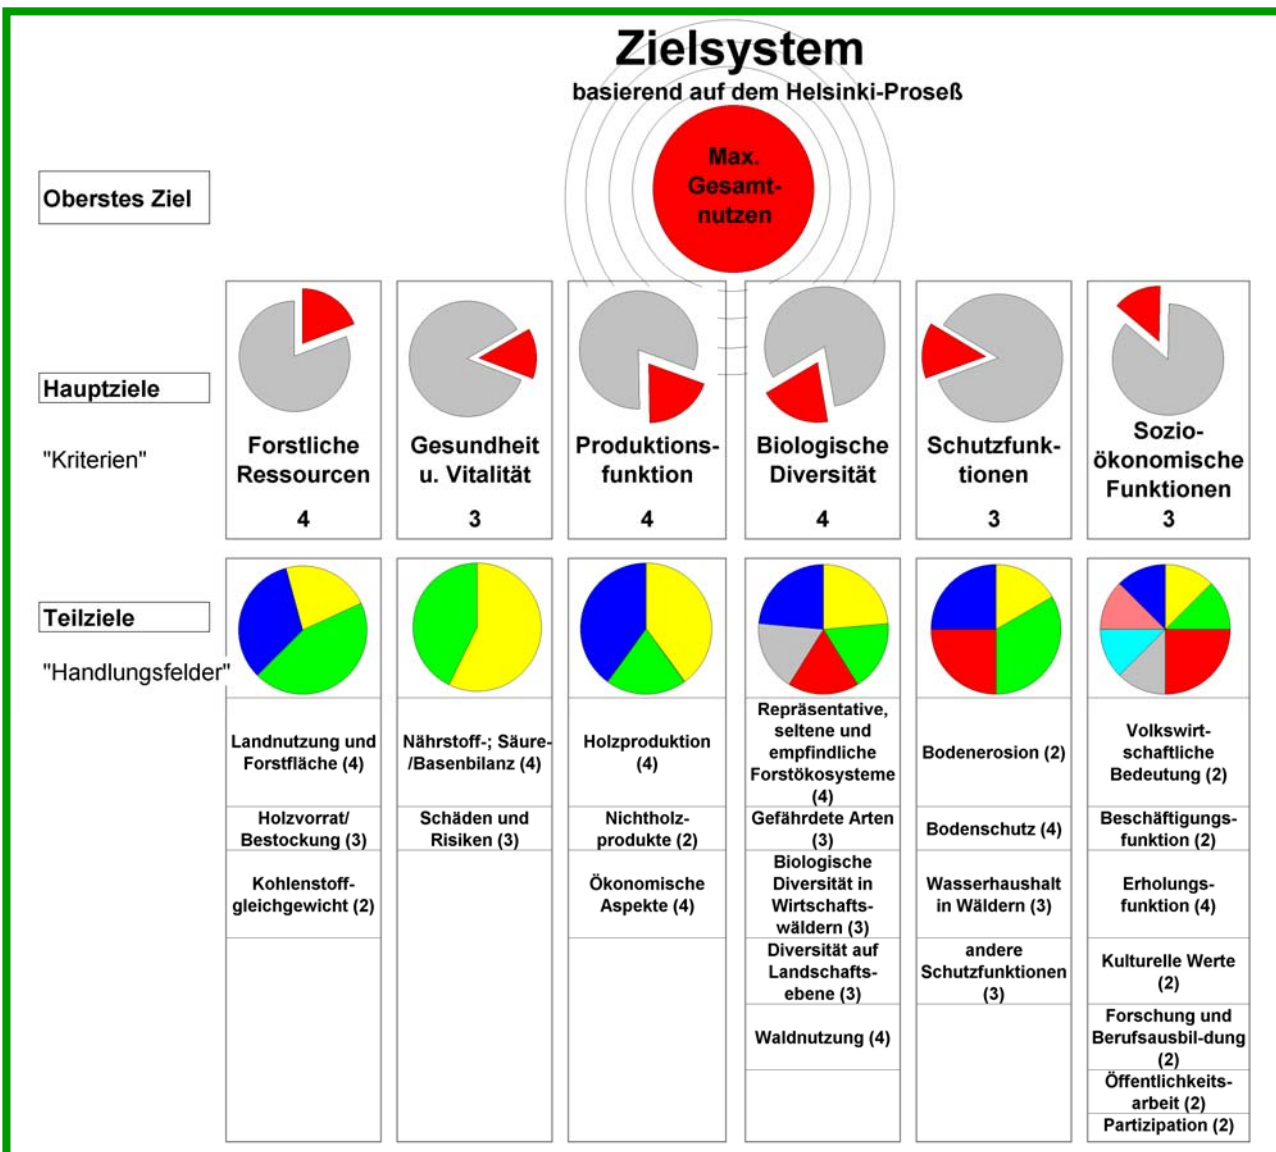 Zielsystem
basierend auf dem Helsinki-Proseß
Max.
Gesamt-
nutzen
Oberstes Ziel
Hauptziele
"Kriterien"
Forstliche
Ressourcen
4
Gesundheit
u. Vitalität
3
Produktions-
funktion
4
Biologische
Diversität
4
Schutzfunk-
tionen
3
Sozio-
ökonomische
Funktionen
3
Teilziele
"Handlungsfelder"
Landnutzung und
Forstfläche (4)
Holzvorrat/
Bestockung (3)
Kohlenstoff-
gleichgewicht (2)
Nährstoff-; Säure-
/Basenbilanz (4)
Schäden und
Risiken (3)
Holzproduktion
(4)
Nichtholz-
produkte (2)
Ökonomische
Aspekte (4)
Repräsentative,
seltene und
empfindliche
Forstökosysteme
(4)
Gefährdete Arten
(3)
Biologische
Diversität in
Wirtschafts-
wäldern (3)
Diversität auf
Landschafts-
ebene (3)
Waldnutzung (4)
Bodenerosion (2)
Bodenschutz (4)
Wasserhaushalt
in Wäldern (3)
andere
Schutzfunktionen
(3)
Volkswirt-
schaftliche
Bedeutung (2)
Beschäftigungs-
funktion (2)
Erholungs-
funktion (4)
Kulturelle Werte
(2)
Forschung und
Berufsausbil-dung
(2)
Öffentlichkeits-
arbeit (2)
Partizipation (2)